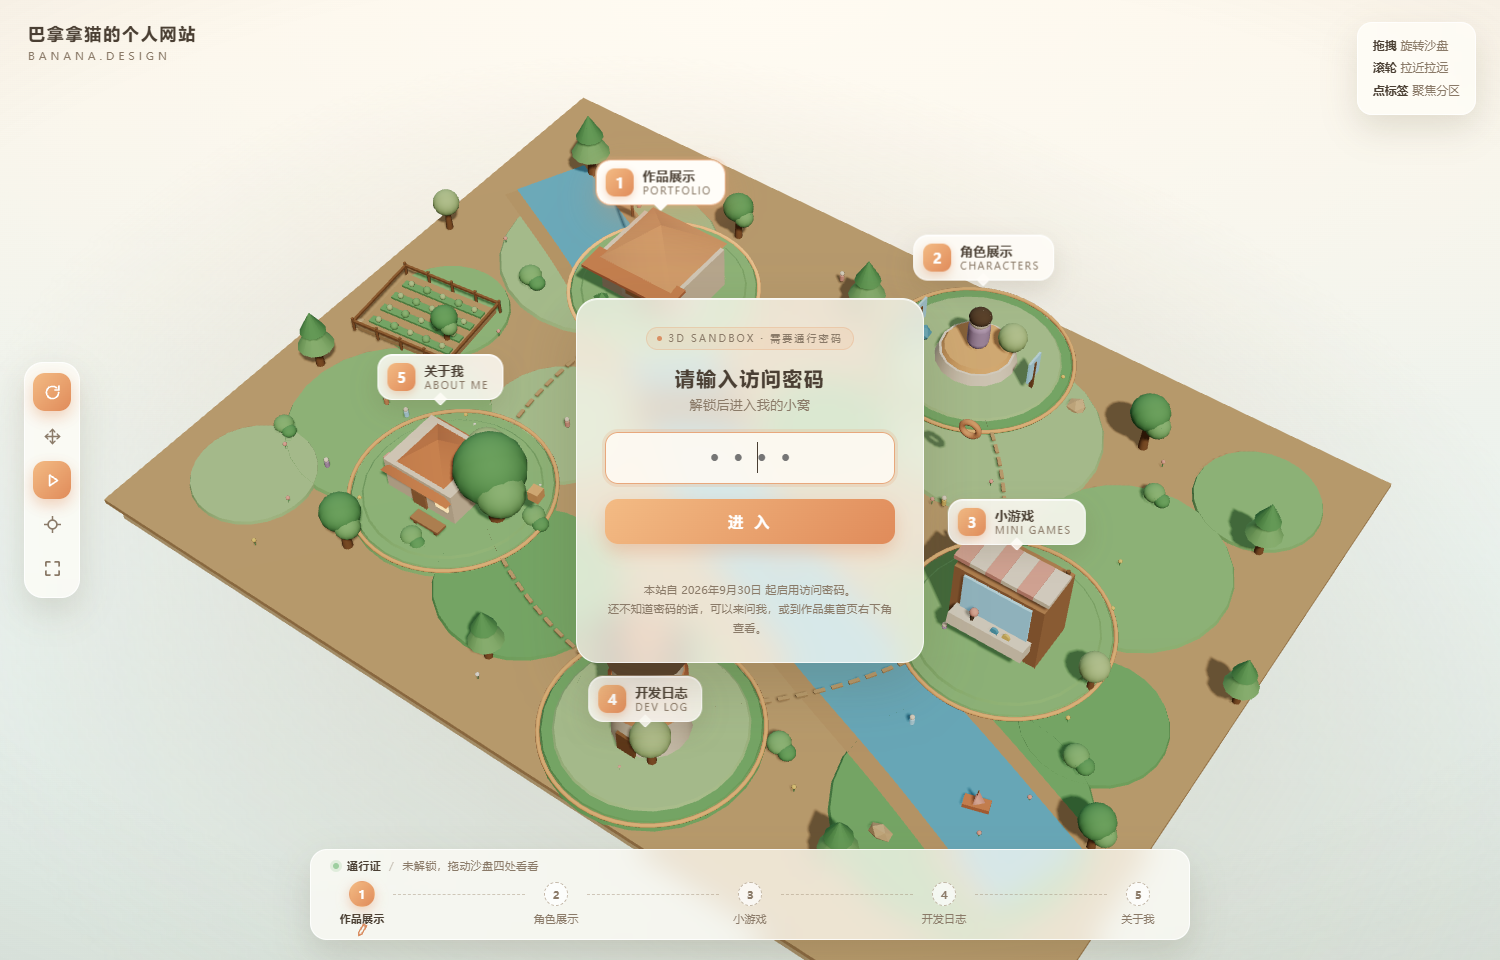 巴拿拿猫的个人网站
BANANA.DESIGN
拖拽 旋转沙盘
滚轮 拉近拉远
点标签 聚焦分区
1 作品展示
PORTFOLIO
2 角色展示
CHARACTERS
5 关于我
ABOUT ME
3D SANDBOX · 需要通行密码
请输入访问密码
解锁后进入我的小窝
进 入
本站自 2026年9月30日 起启用访问密码。
还不知道密码的话，可以来问我，或到作品集首页右下角
查看。
3 小游戏
MINI GAMES
4 开发日志
DEV LOG
通行证 / 未解锁，拖动沙盘四处看看
1 2 3 4 5
作品展示 角色展示 小游戏 开发日志 关于我